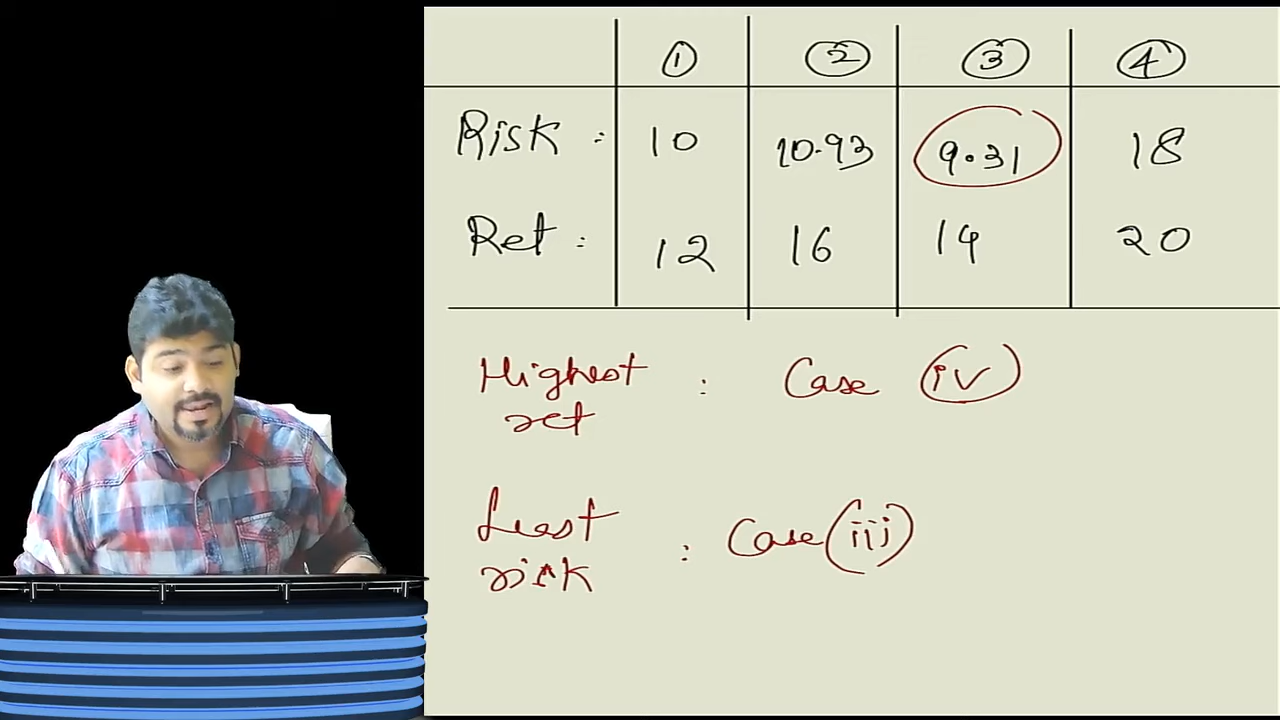 ① ② ③ ④
Risk : 10 10.93 9.31 18
Ret : 12 16 14 20
Highest ret : Case (iv)
Least risk : Case (iii)